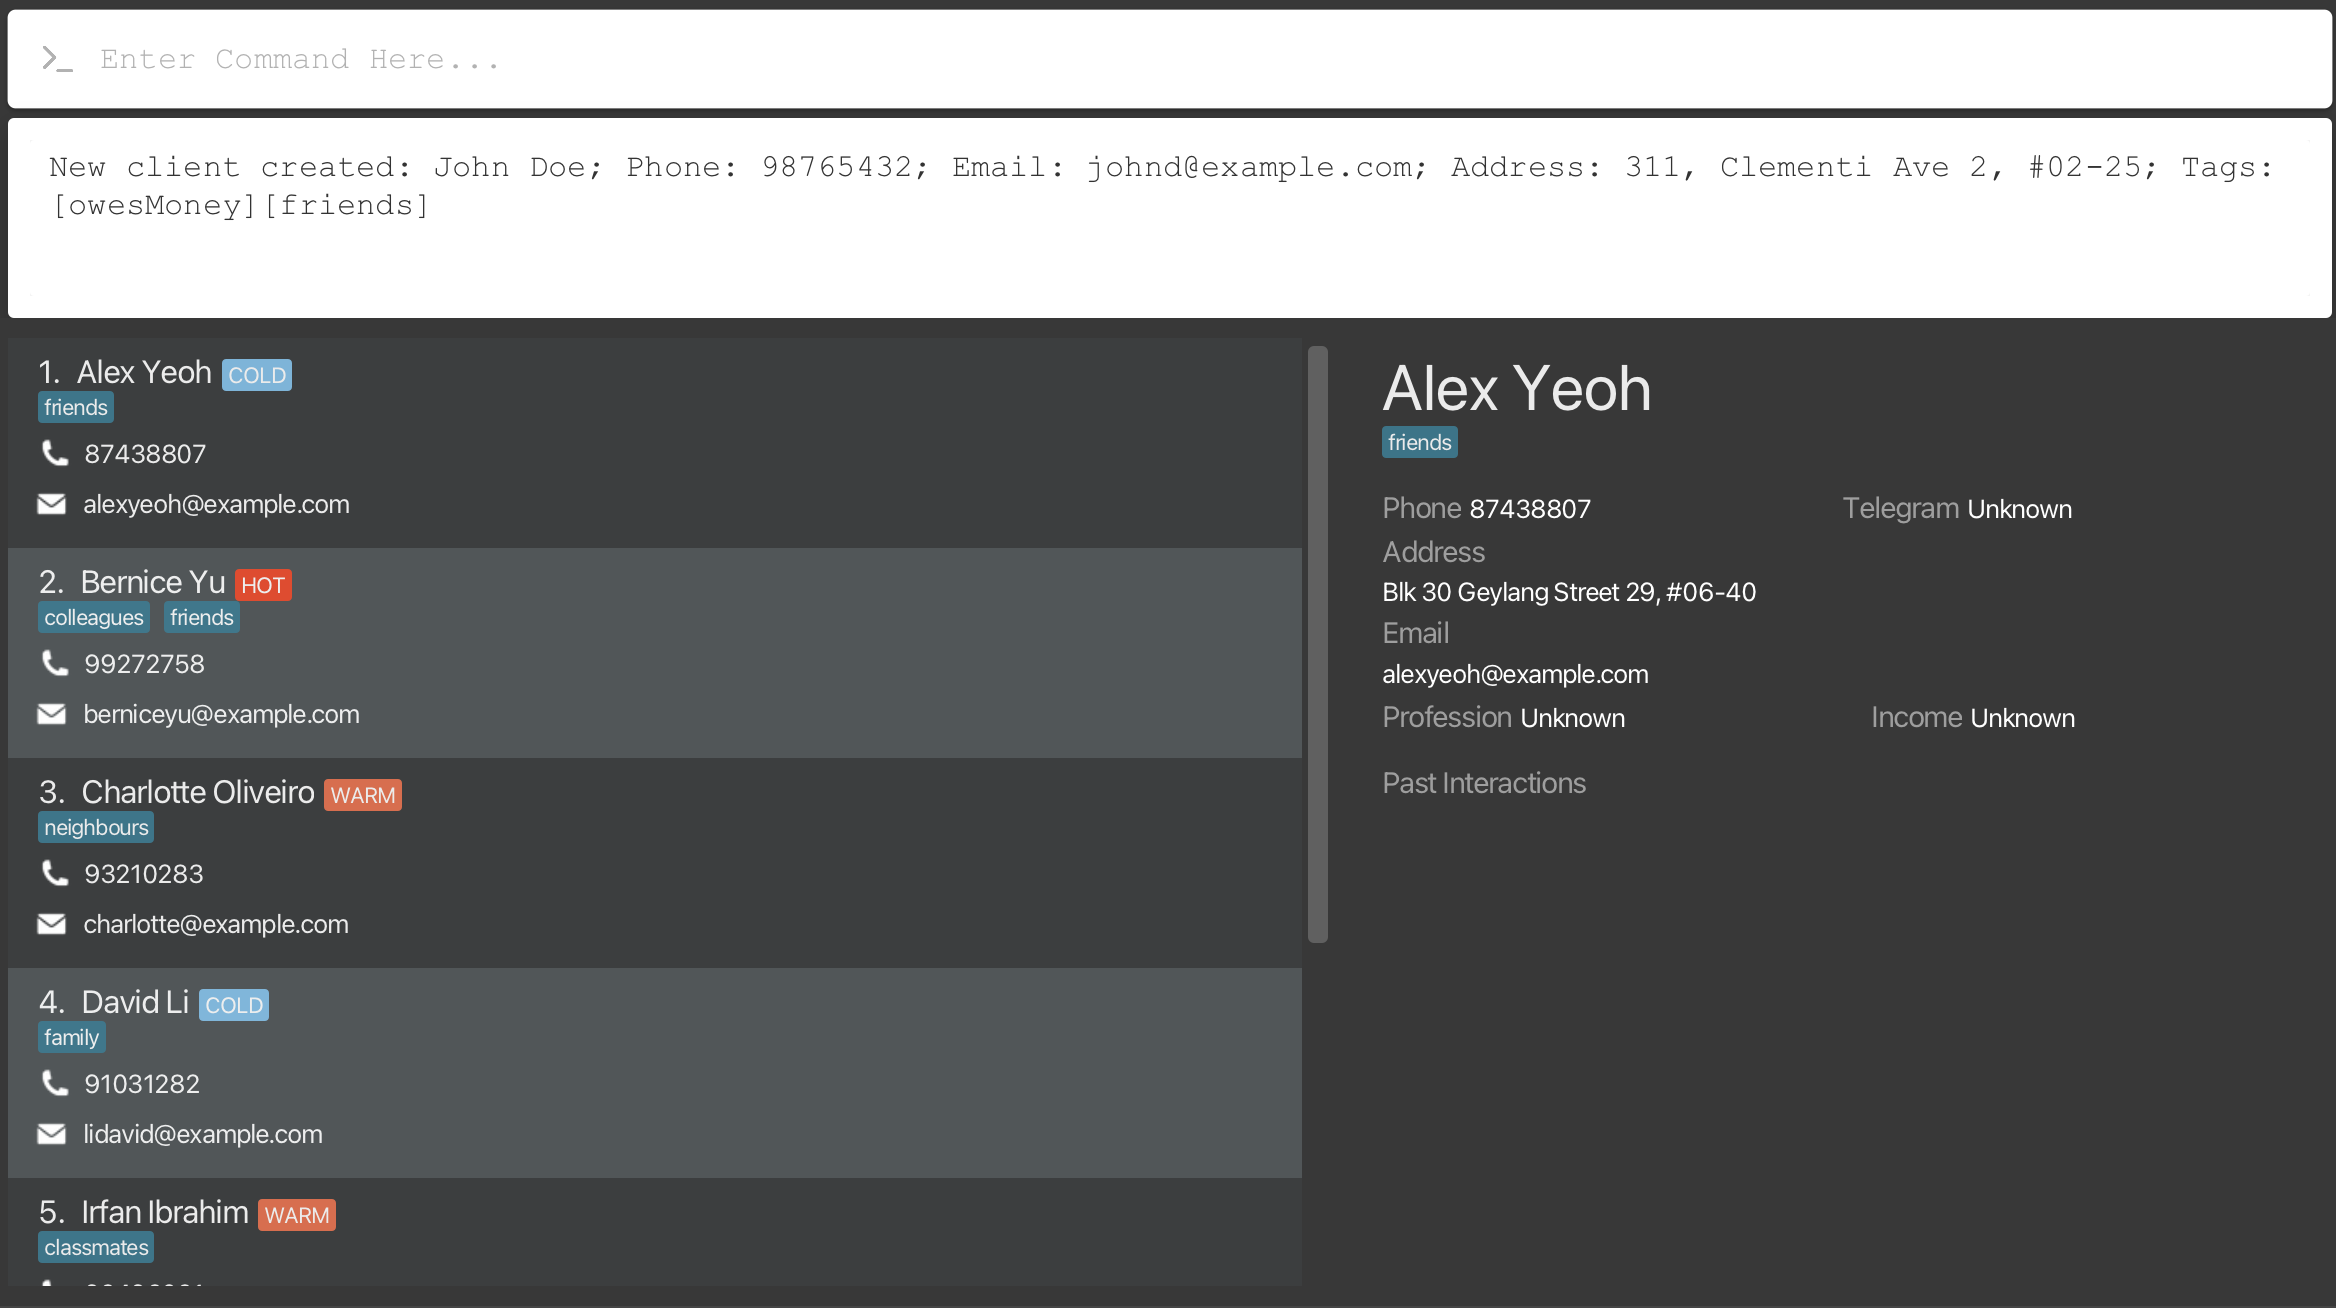 Enter Command Here...
New client created: John Doe; Phone: 98765432; Email: johnd@example.com; Address: 311, Clementi Ave 2, #02-25; Tags:
[owesMoney][friends]
1. Alex Yeoh COLD
friends
87438807
alexyeoh@example.com
2. Bernice Yu HOT
colleagues friends
99272758
berniceyu@example.com
3. Charlotte Oliveiro WARM
neighbours
93210283
charlotte@example.com
4. David Li COLD
family
91031282
lidavid@example.com
5. Irfan Ibrahim WARM
classmates
Alex Yeoh
friends
Phone 87438807 Telegram Unknown
Address
Blk 30 Geylang Street 29, #06-40
Email
alexyeoh@example.com
Profession Unknown Income Unknown
Past Interactions